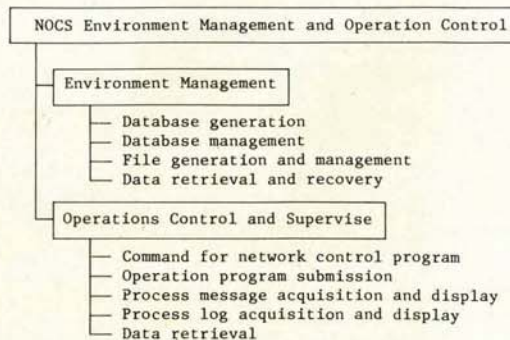 NOCS Environment Management and Operation Control
Environment Management
Database generation
Database management
File generation and management
Data retrieval and recovery
Operations Control and Supervise
Command for network control program
Operation program submission
Process message acquisition and display
Process log acquisition and display
Data retrieval